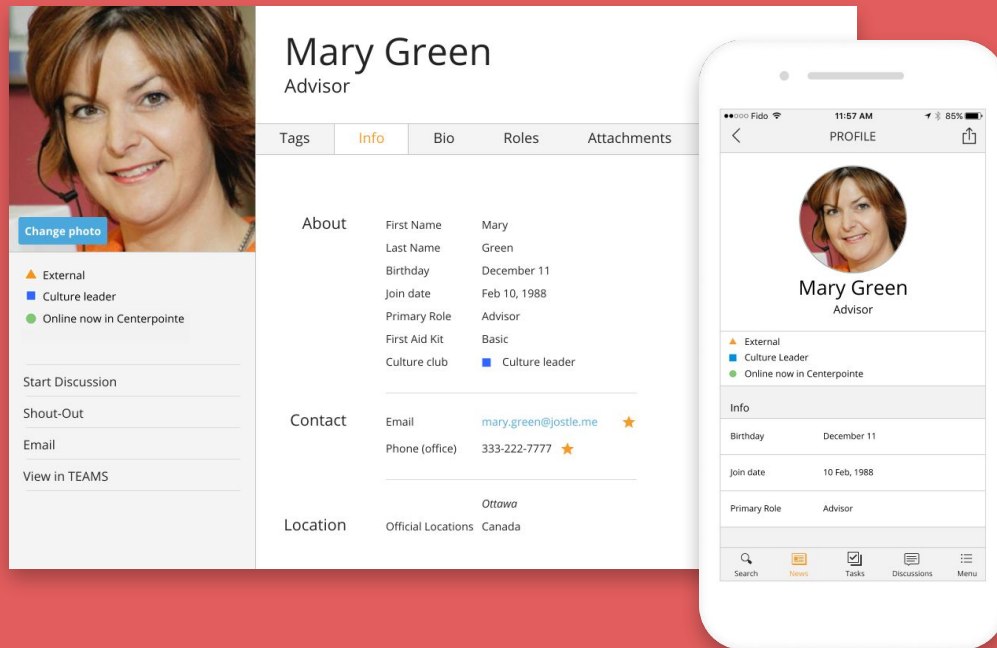 Mary Green
Advisor
Tags Info Bio Roles Attachments
Change photo
External
Culture leader
Online now in Centerpointe
Start Discussion
Shout-Out
Email
View in TEAMS
About
First Name Mary
Last Name Green
Birthday December 11
Join date Feb 10, 1988
Primary Role Advisor
First Aid Kit Basic
Culture club Culture leader
Contact
Email mary.green@jostle.me
Phone (office) 333-222-7777
Ottawa
Location Official Locations Canada
Fido 11:57 AM 85%
PROFILE
Mary Green
Advisor
External
Culture Leader
Online now in Centerpointe
Info
Birthday December 11
Join date 10 Feb, 1988
Primary Role Advisor
Search News Tasks Discussions Menu